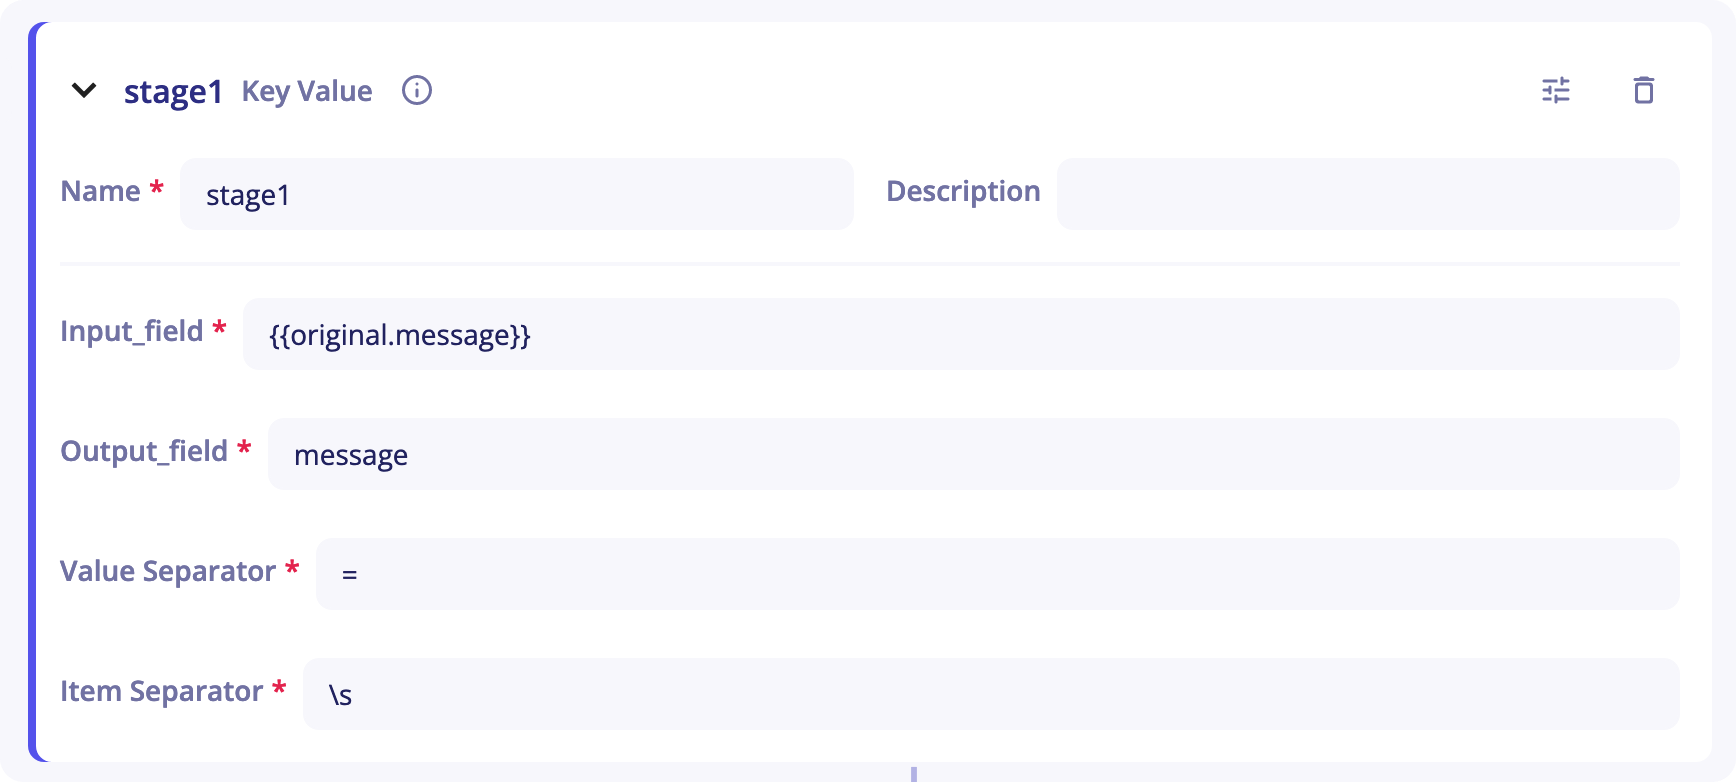 stage1 Key Value
Name * stage1 Description
Input_field * {{original.message}}
Output_field * message
Value Separator * =
Item Separator * \s